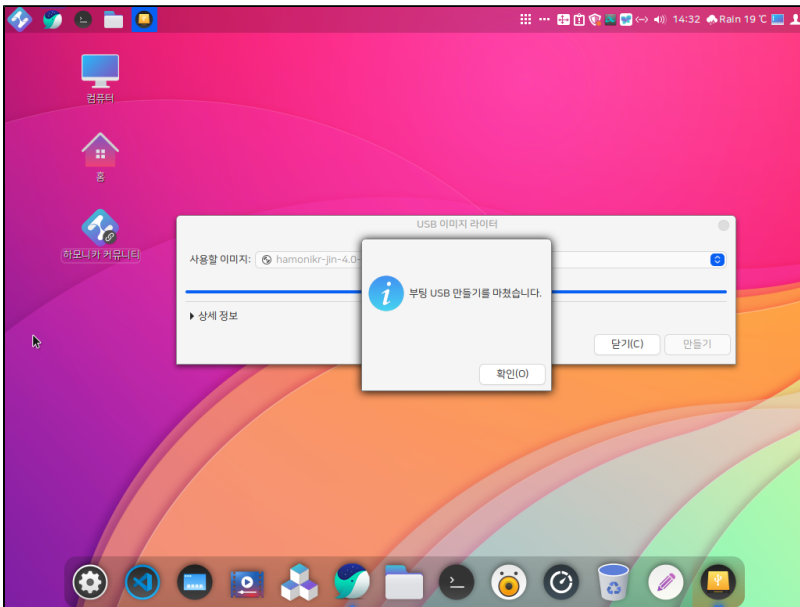 14:32 Rain 19 ℃
컴퓨터
홈
하모니카 커뮤니티
USB 이미지 라이터
사용할 이미지: hamonikr-jin-4.0-
부팅 USB 만들기를 마쳤습니다.
상세 정보
닫기(C) 만들기
확인(O)